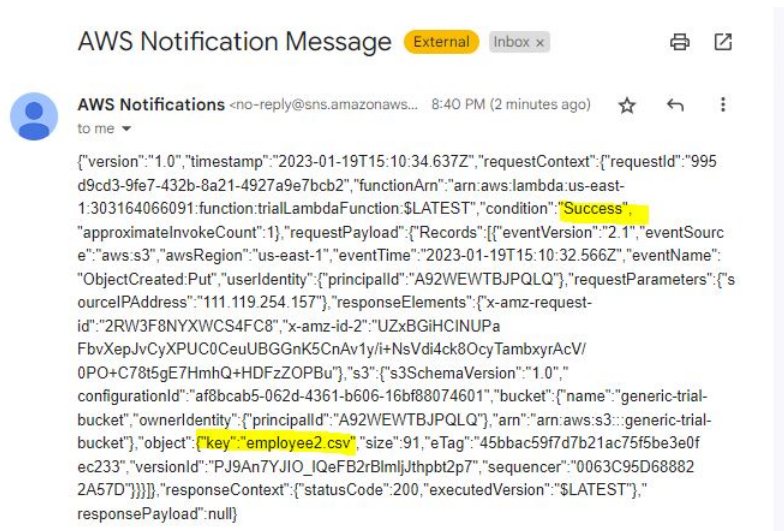 AWS Notification Message External Inbox ×
AWS Notifications <no-reply@sns.amazonaws... 8:40 PM (2 minutes ago)
to me
{"version":"1.0","timestamp":"2023-01-19T15:10:34.637Z","requestContext":{"requestId":"995
d9cd3-9fe7-432b-8a21-4927a9e7bcb2","functionArn":"arn:aws:lambda:us-east-
1:303164066091:function:trialLambdaFunction:$LATEST","condition":"Success",
"approximateInvokeCount":1},"requestPayload":{"Records":[{"eventVersion":"2.1","eventSourc
e":"aws:s3","awsRegion":"us-east-1","eventTime":"2023-01-19T15:10:32.566Z","eventName":
"ObjectCreated:Put","userIdentity":{"principalId":"A92WEWTBJPQLQ"},"requestParameters":{"s
ourceIPAddress":"111.119.254.157"},"responseElements":{"x-amz-request-
id":"2RW3F8NYXWCS4FC8","x-amz-id-2":"UZxBGiHCINUPa
FbvXepJvCyXPUC0CeuUBGGnK5CnAv1y/i+NsVdi4ck8OcyTambxyrAcV/
0PO+C78t5gE7HmhQ+HDFzZOPBu"},"s3":{"s3SchemaVersion":"1.0","
configurationId":"af8bcab5-062d-4361-b606-16bf88074601","bucket":{"name":"generic-trial-
bucket","ownerIdentity":{"principalId":"A92WEWTBJPQLQ"},"arn":"arn:aws:s3:::generic-trial-
bucket"},"object":{"key":"employee2.csv","size":91,"eTag":"45bbac59f7d7b21ac75f5be3e0f
ec233","versionId":"PJ9An7YJIO_IQeFB2rBlmljJthpbt2p7","sequencer":"0063C95D68882
2A57D"}}}]},"responseContext":{"statusCode":200,"executedVersion":"$LATEST"},"
responsePayload":null}